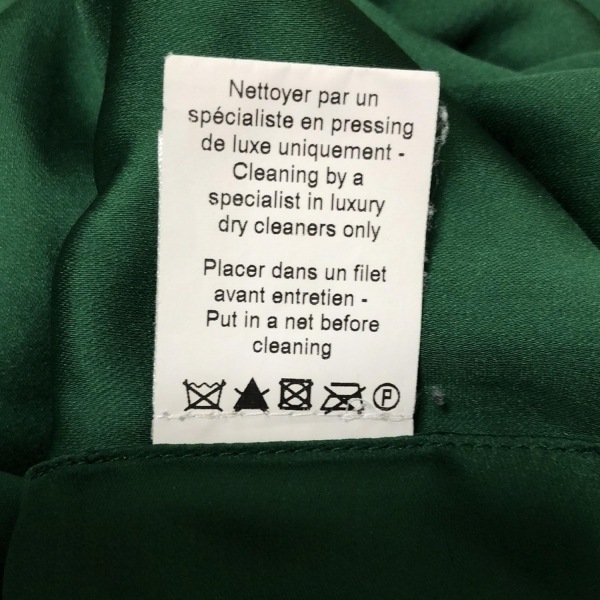 Nettoyer par un
spécialiste en pressing
de luxe uniquement -
Cleaning by a
specialist in luxury
dry cleaners only
Placer dans un filet
avant entretien -
Put in a net before
cleaning
P